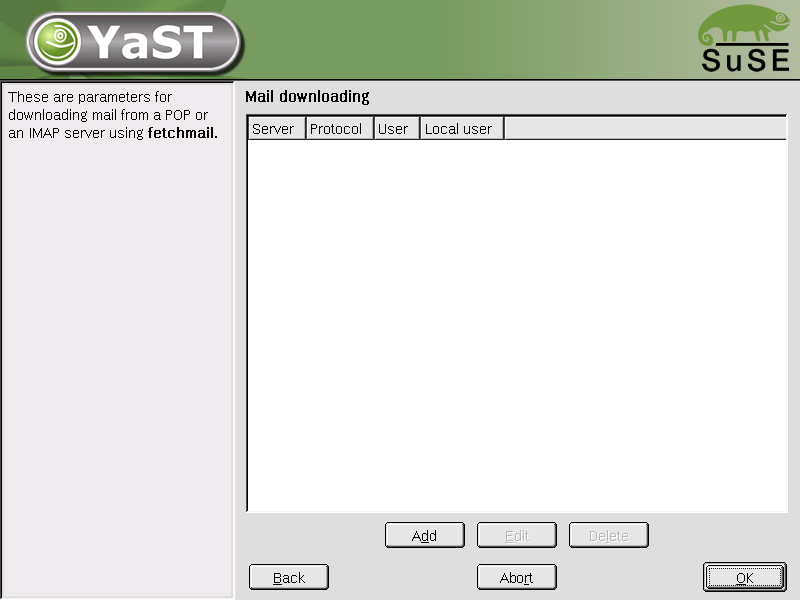 YaST
SuSE
These are parameters for
downloading mail from a POP or
an IMAP server using fetchmail.
Mail downloading
Server Protocol User Local user
Add Edit Delete
Back Abort OK